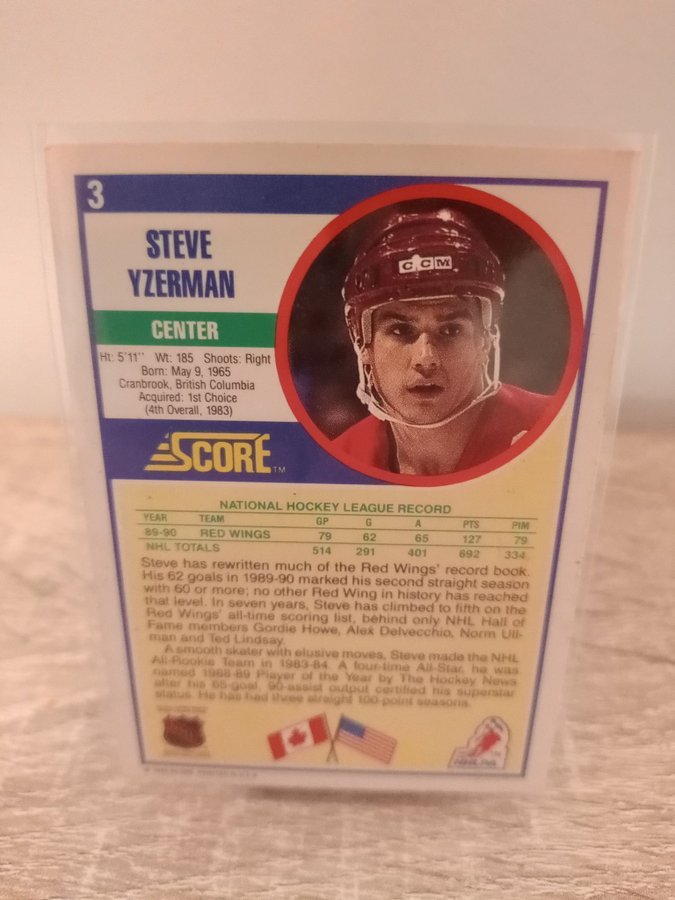 3
STEVE
YZERMAN
CENTER
Ht: 5'11" Wt: 185 Shoots: Right
Born: May 9, 1965
Cranbrook, British Columbia
Acquired: 1st Choice
(4th Overall, 1983)
SCORE TM
CCM
NATIONAL HOCKEY LEAGUE RECORD
YEAR TEAM GP G A PTS PIM
89-90 RED WINGS 79 62 65 127 79
NHL TOTALS 514 291 401 692 334
Steve has rewritten much of the Red Wings' record book.
His 62 goals in 1989-90 marked his second straight season
with 60 or more; no other Red Wing in history has reached
that level. In seven years, Steve has climbed to fifth on the
Red Wings' all-time scoring list, behind only NHL Hall of
Fame members Gordie Howe, Alex Delvecchio, Norm Ull-
man and Ted Lindsay.
A smooth skater with elusive moves, Steve made the NHL
All-Rookie Team in 1983-84. A four-time All-Star, he was
named 1988-89 Player of the Year by The Hockey News
after his 65-goal, 90-assist output certified his superstar
status. He has had three straight 100-point seasons.
NHL
NHLPA